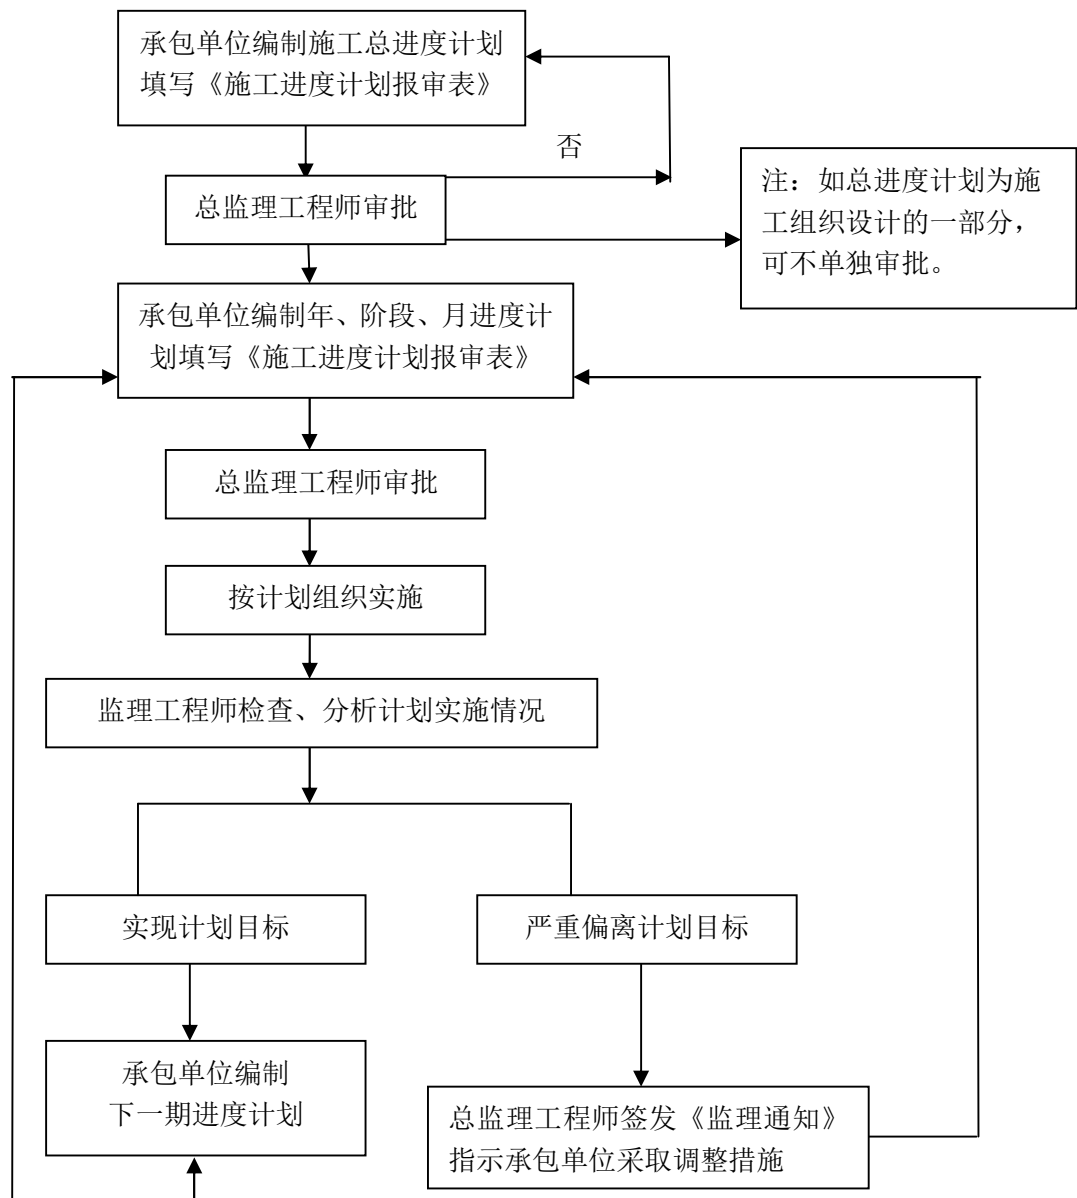 承包单位编制施工总进度计划
填写《施工进度计划报审表》
否
总监理工程师审批
注：如总进度计划为施
工组织设计的一部分，
可不单独审批。
承包单位编制年、阶段、月进度计
划填写《施工进度计划报审表》
总监理工程师审批
按计划组织实施
监理工程师检查、分析计划实施情况
实现计划目标
严重偏离计划目标
承包单位编制
下一期进度计划
总监理工程师签发《监理通知》
指示承包单位采取调整措施